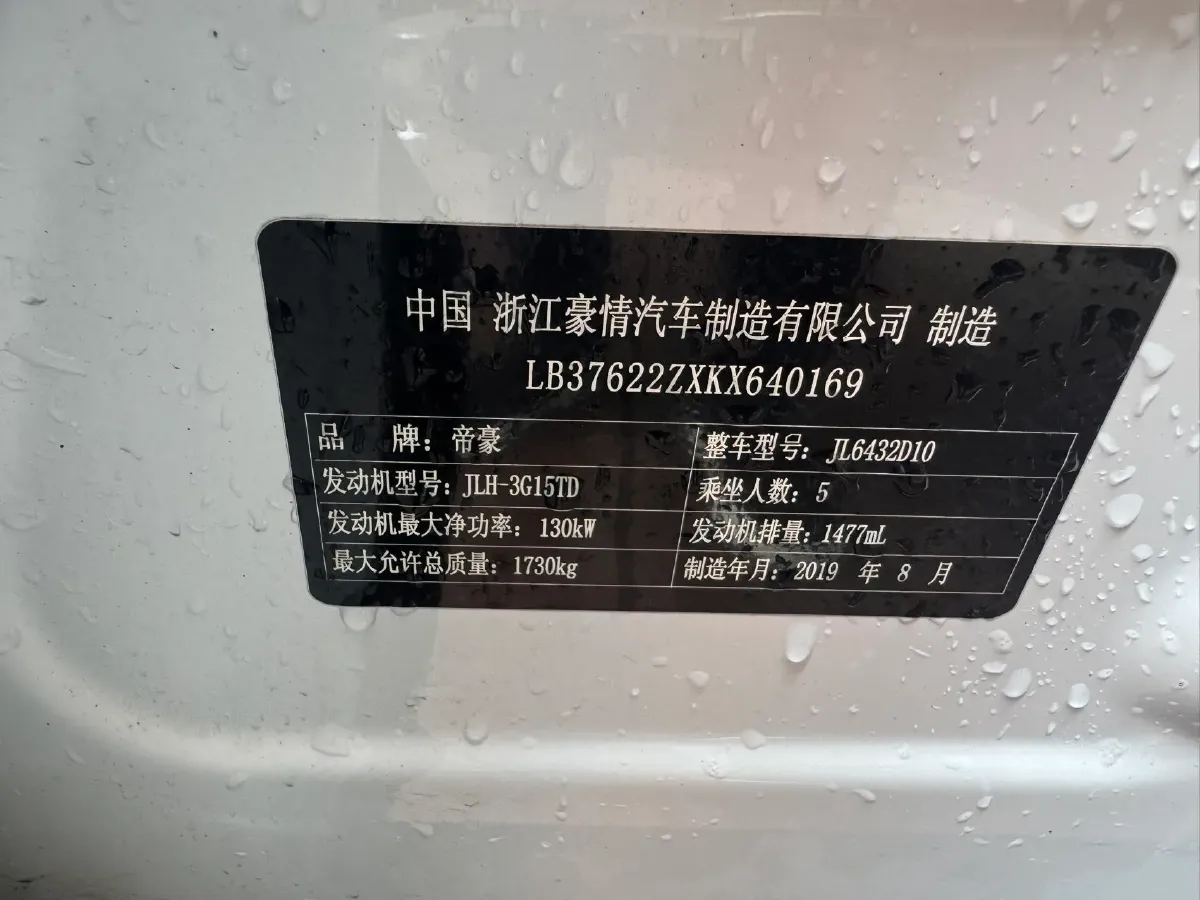 中国 浙江豪情汽车制造有限公司 制造
LB37622ZXKX640169
品 牌：帝豪 整车型号：JL6432D10
发动机型号：JLH-3G15TD 乘坐人数：5
发动机最大净功率：130kW 发动机排量：1477mL
最大允许总质量：1730kg 制造年月：2019 年 8 月